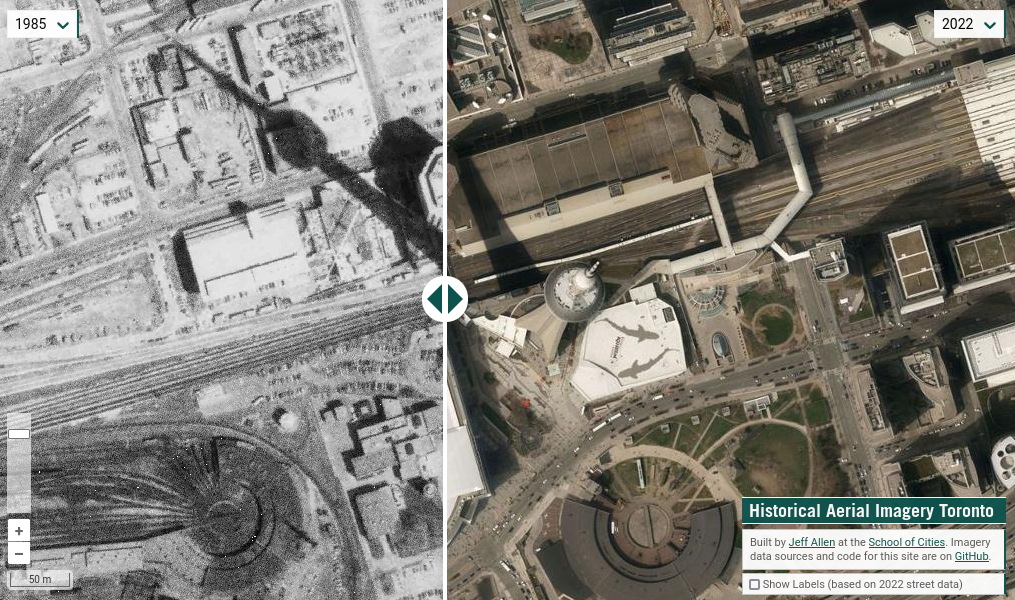 1985
2022
+
−
50 m
Historical Aerial Imagery Toronto
Built by Jeff Allen at the School of Cities. Imagery
data sources and code for this site are on GitHub.
Show Labels (based on 2022 street data)